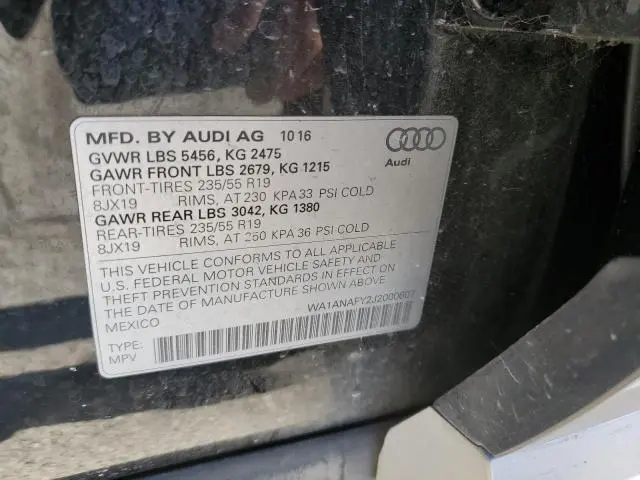 MFD. BY AUDI AG 10 16
GVWR LBS 5456, KG 2475
GAWR FRONT LBS 2679, KG 1215
FRONT-TIRES 235/55 R19
8JX19 RIMS, AT 230 KPA 33 PSI COLD
GAWR REAR LBS 3042, KG 1380
REAR-TIRES 235/55 R19
8JX19 RIMS, AT 250 KPA 36 PSI COLD
Audi
THIS VEHICLE CONFORMS TO ALL APPLICABLE
U.S. FEDERAL MOTOR VEHICLE SAFETY AND
THEFT PREVENTION STANDARDS IN EFFECT ON
THE DATE OF MANUFACTURE SHOWN ABOVE.
MEXICO
WA1ANAFY2J2000607
TYPE:
MPV